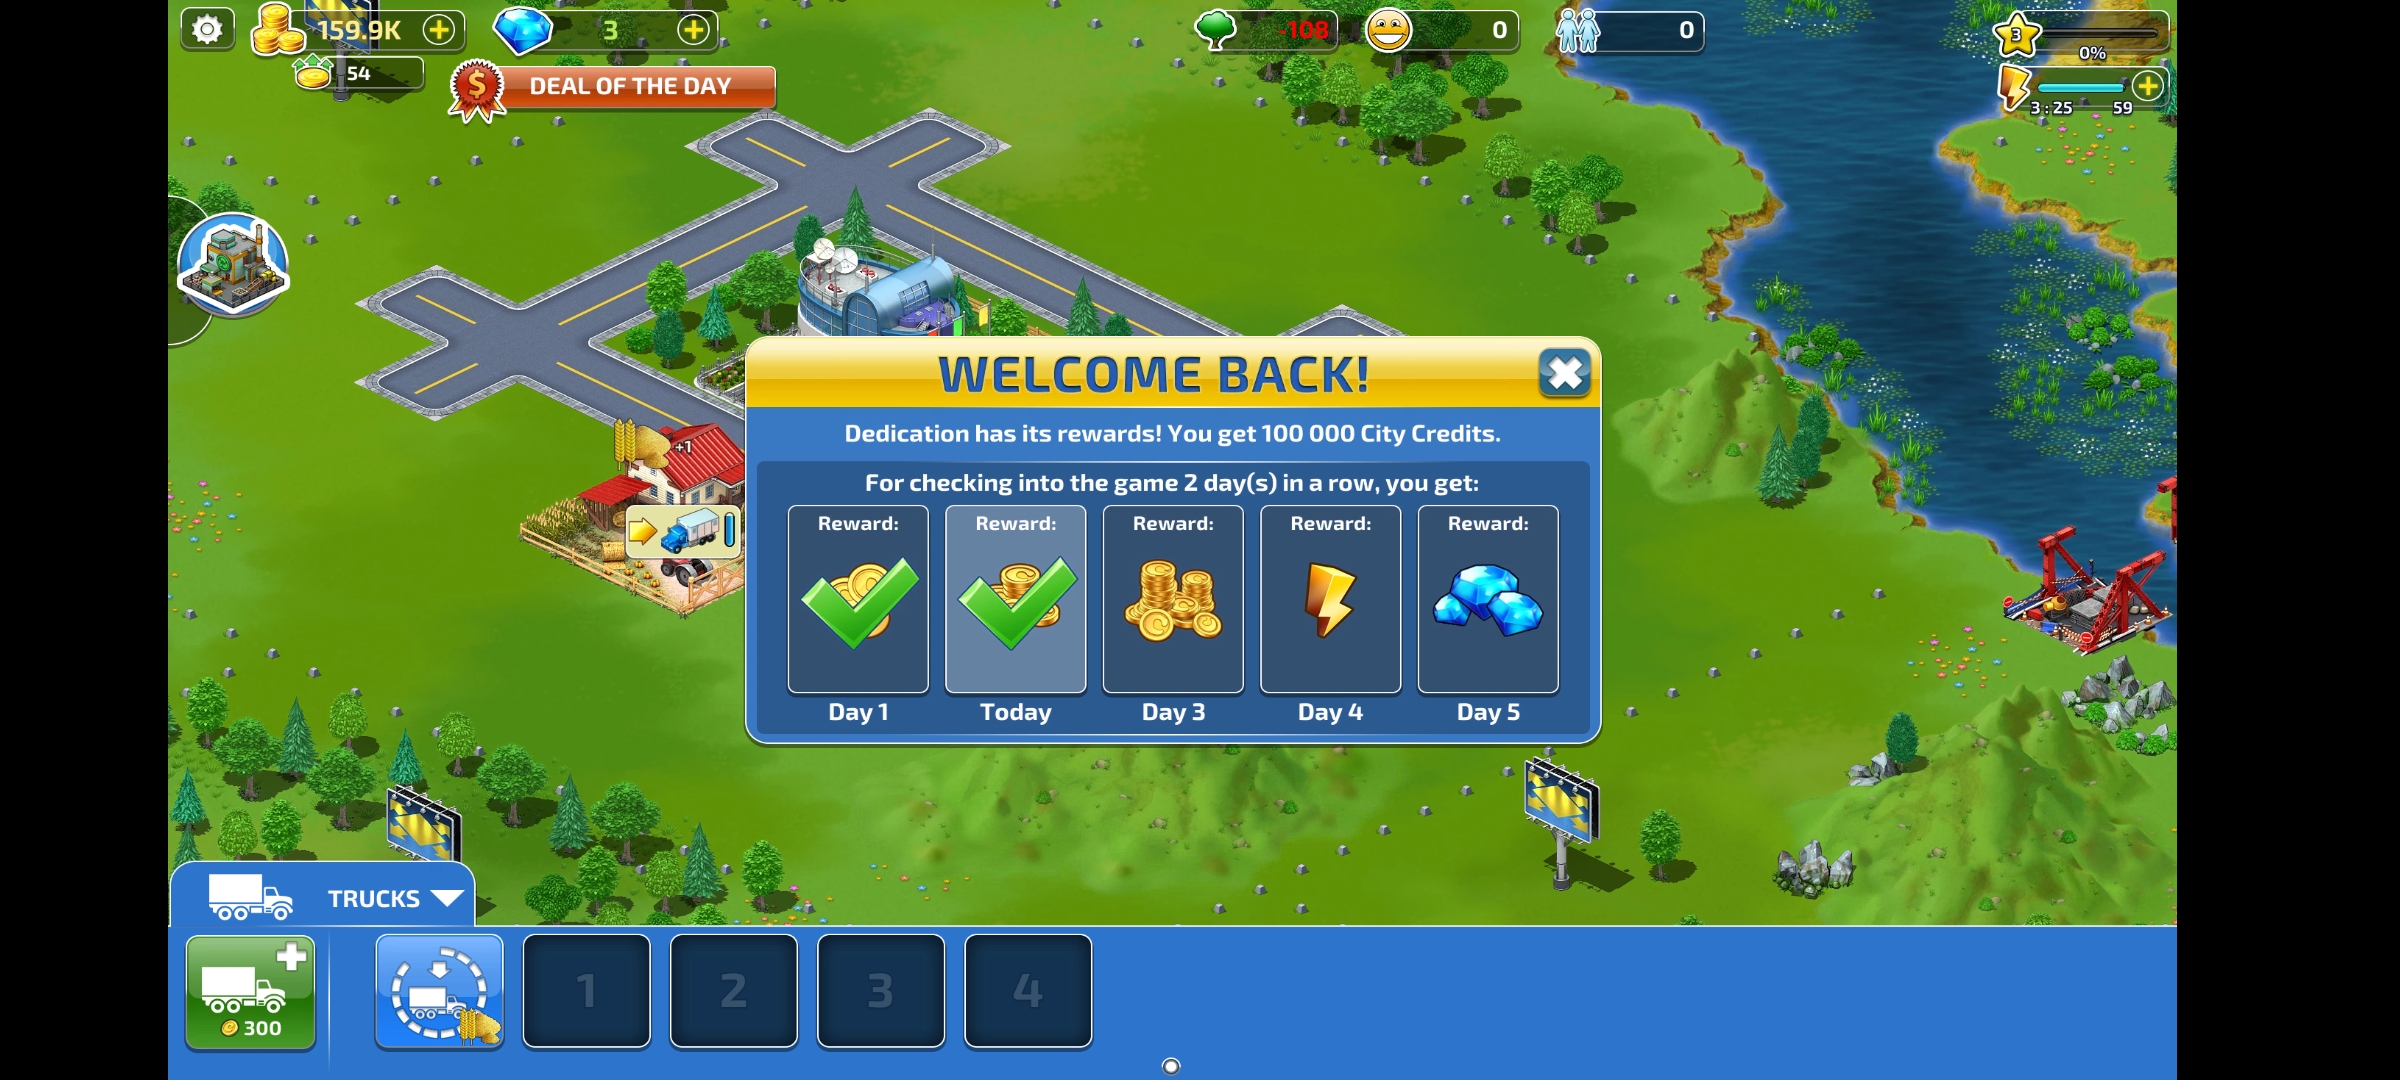 159.9K
3
-108
0
0
3
0%
54
DEAL OF THE DAY
3:25
59
WELCOME BACK!
Dedication has its rewards! You get 100 000 City Credits.
For checking into the game 2 day(s) in a row, you get:
+1
Reward:
Reward:
Reward:
Reward:
Reward:
Day 1
Today
Day 3
Day 4
Day 5
TRUCKS
300
1
2
3
4